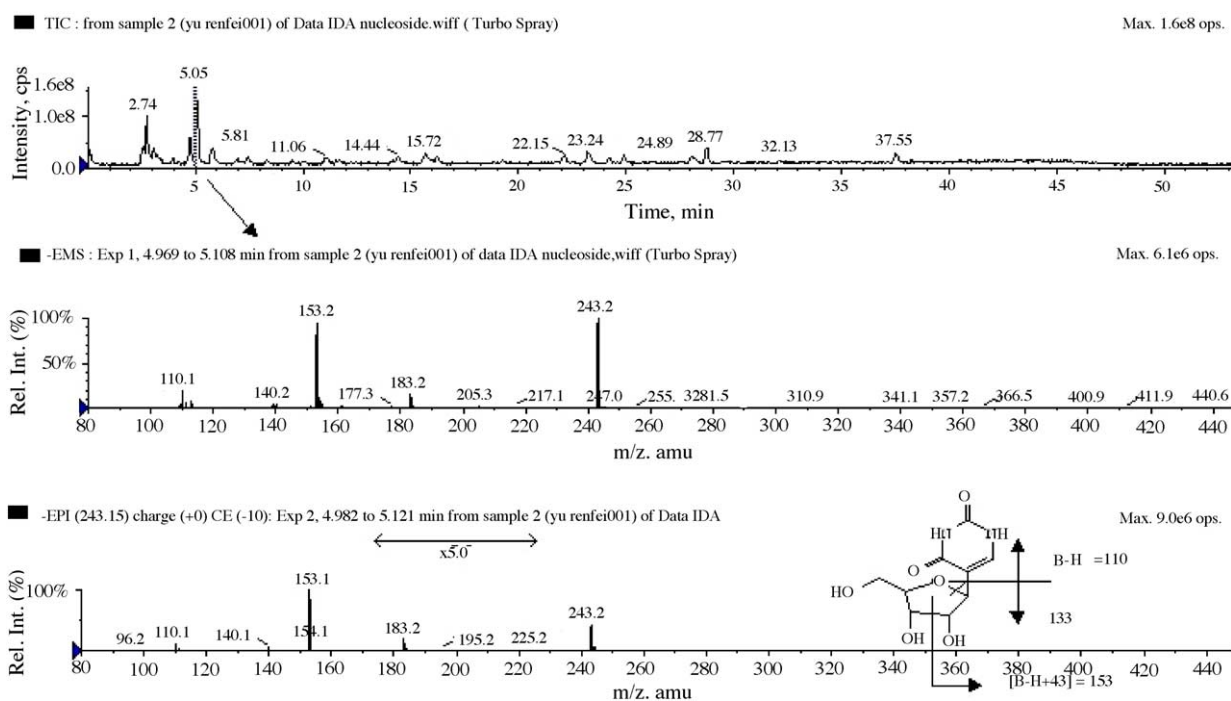 TIC : from sample 2 (yu renfei001) of Data IDA nucleoside.wiff ( Turbo Spray)
Max. 1.6e8 ops.
Intensity, cps
1.6e8
1.0e8
0.0
2.74
5.05
5.81
11.06
14.44
15.72
22.15
23.24
24.89
28.77
32.13
37.55
5 10 15 20 25 30 35 40 45 50
Time, min
-EMS : Exp 1, 4.969 to 5.108 min from sample 2 (yu renfei001) of data IDA nucleoside,wiff (Turbo Spray)
Max. 6.1e6 ops.
Rel. Int. (%)
100%
50%
110.1
140.2
153.2
177.3
183.2
205.3
217.1
243.2
247.0
255.
3281.5
310.9
341.1
357.2
366.5
400.9
411.9
440.6
80 100 120 140 160 180 200 220 240 260 280 300 320 340 360 380 400 420 440
m/z. amu
-EPI (243.15) charge (+0) CE (-10): Exp 2, 4.982 to 5.121 min from sample 2 (yu renfei001) of Data IDA
Max. 9.0e6 ops.
x5.0
Rel. Int. (%)
100%
96.2
110.1
140.1
153.1
154.1
183.2
195.2
225.2
243.2
80 100 120 140 160 180 200 220 240 260 280 300 320 340 360 380 400 420 440
m/z. amu
O
O
O
HO
OH
OH
B-H =110
133
[B-H+43] = 153